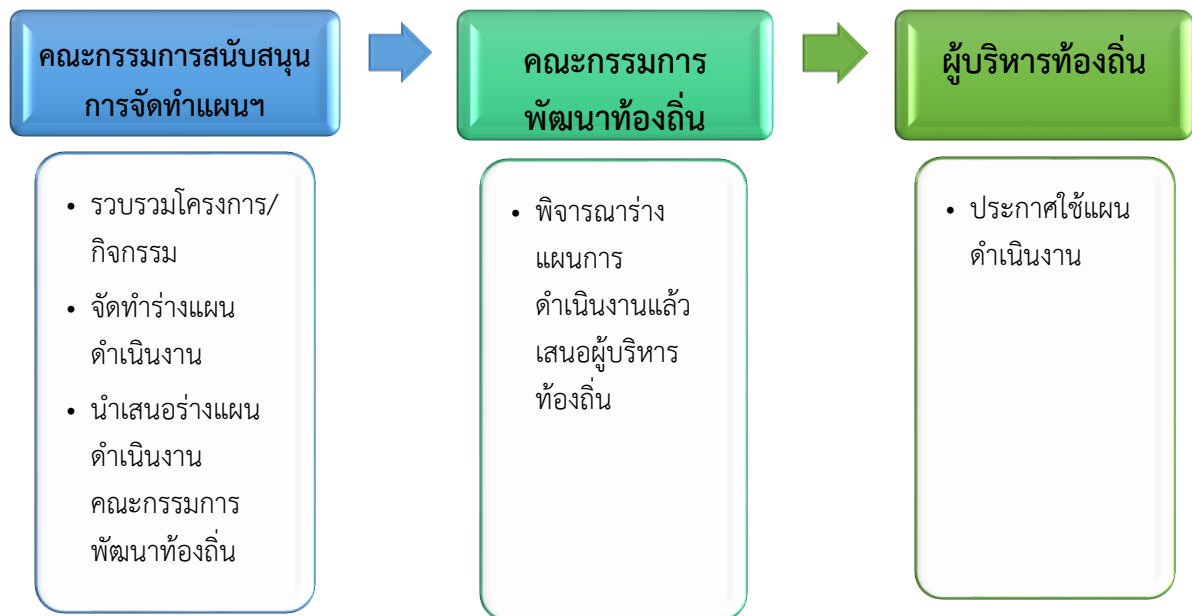 คณะกรรมการสนับสนุน
การจัดทำแผนฯ
คณะกรรมการ
พัฒนาท้องถิ่น
ผู้บริหารท้องถิ่น
• รวบรวมโครงการ/
กิจกรรม
• จัดทำร่างแผน
ดำเนินงาน
• นำเสนอร่างแผน
ดำเนินงาน
คณะกรรมการ
พัฒนาท้องถิ่น
• พิจารณาร่าง
แผนการ
ดำเนินงานแล้ว
เสนอผู้บริหาร
ท้องถิ่น
• ประกาศใช้แผน
ดำเนินงาน